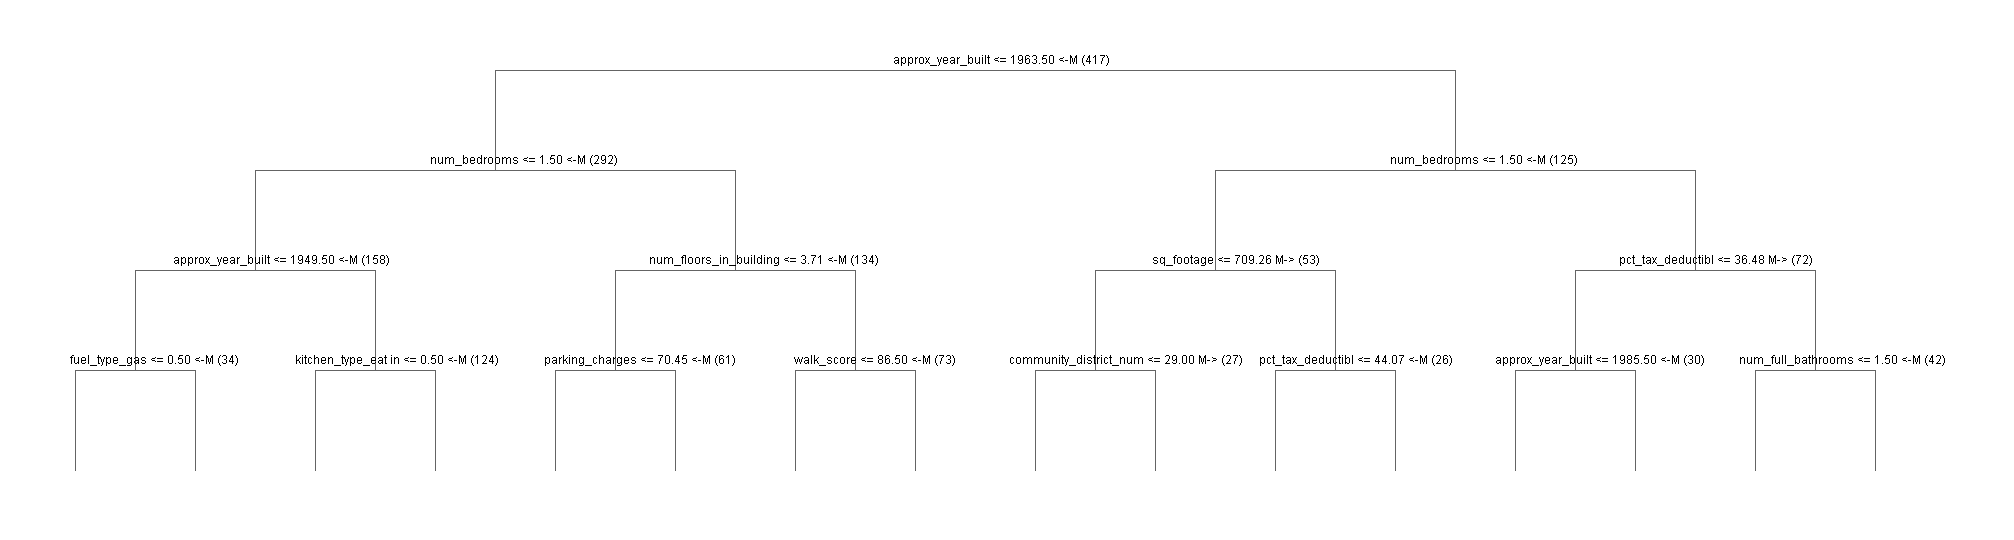 approx_year_built <= 1963.50 <-M (417)
num_bedrooms <= 1.50 <-M (292)
num_bedrooms <= 1.50 <-M (125)
approx_year_built <= 1949.50 <-M (158)
num_floors_in_building <= 3.71 <-M (134)
sq_footage <= 709.26 M-> (53)
pct_tax_deductibl <= 36.48 M-> (72)
fuel_type_gas <= 0.50 <-M (34)
kitchen_type_eat in <= 0.50 <-M (124)
parking_charges <= 70.45 <-M (61)
walk_score <= 86.50 <-M (73)
community_district_num <= 29.00 M-> (27)
pct_tax_deductibl <= 44.07 <-M (26)
approx_year_built <= 1985.50 <-M (30)
num_full_bathrooms <= 1.50 <-M (42)